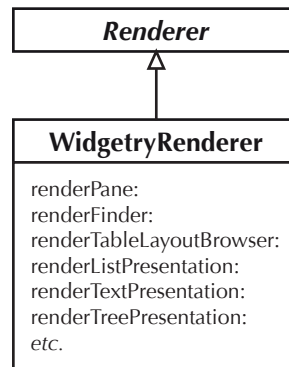 Renderer
WidgetryRenderer
renderPane:
renderFinder:
renderTableLayoutBrowser:
renderListPresentation:
renderTextPresentation:
renderTreePresentation:
etc.